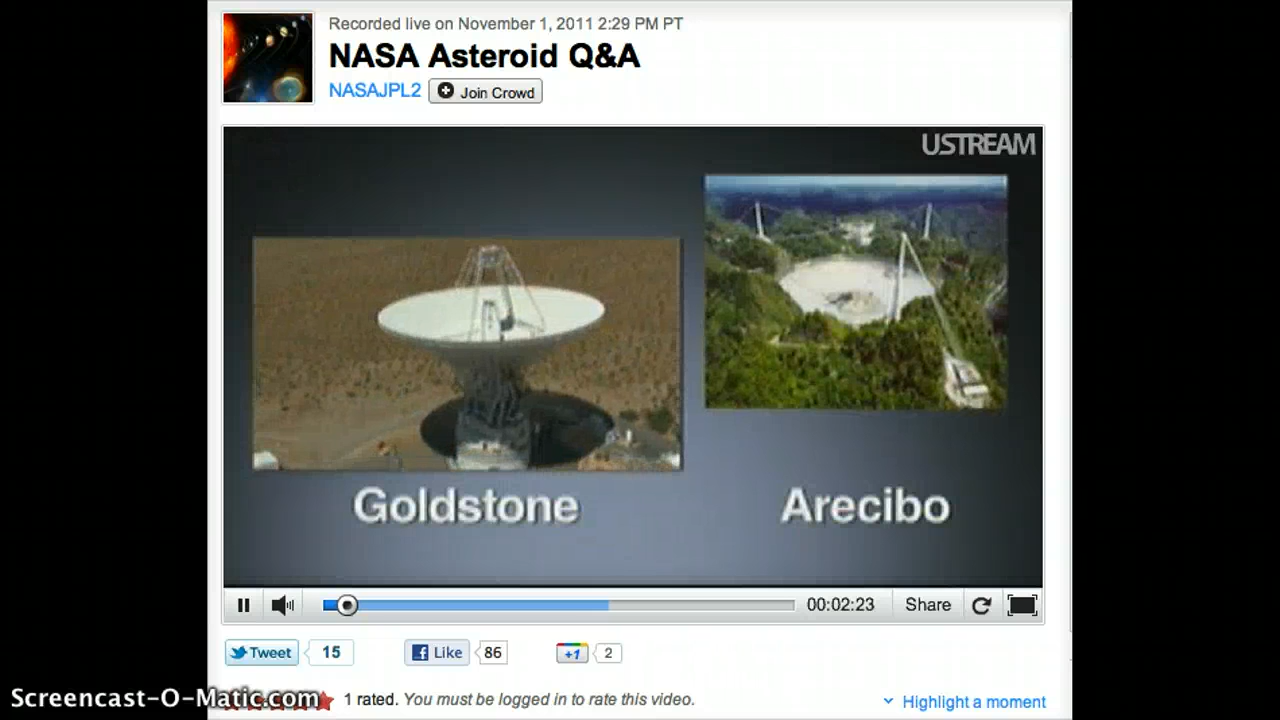 Recorded live on November 1, 2011 2:29 PM PT
NASA Asteroid Q&A
NASAJPL2 Join Crowd
USTREAM
Goldstone
Arecibo
00:02:23 Share
Tweet 15 Like 86 +1 2
Screencast-O-Matic.com 1 rated. You must be logged in to rate this video. Highlight a moment